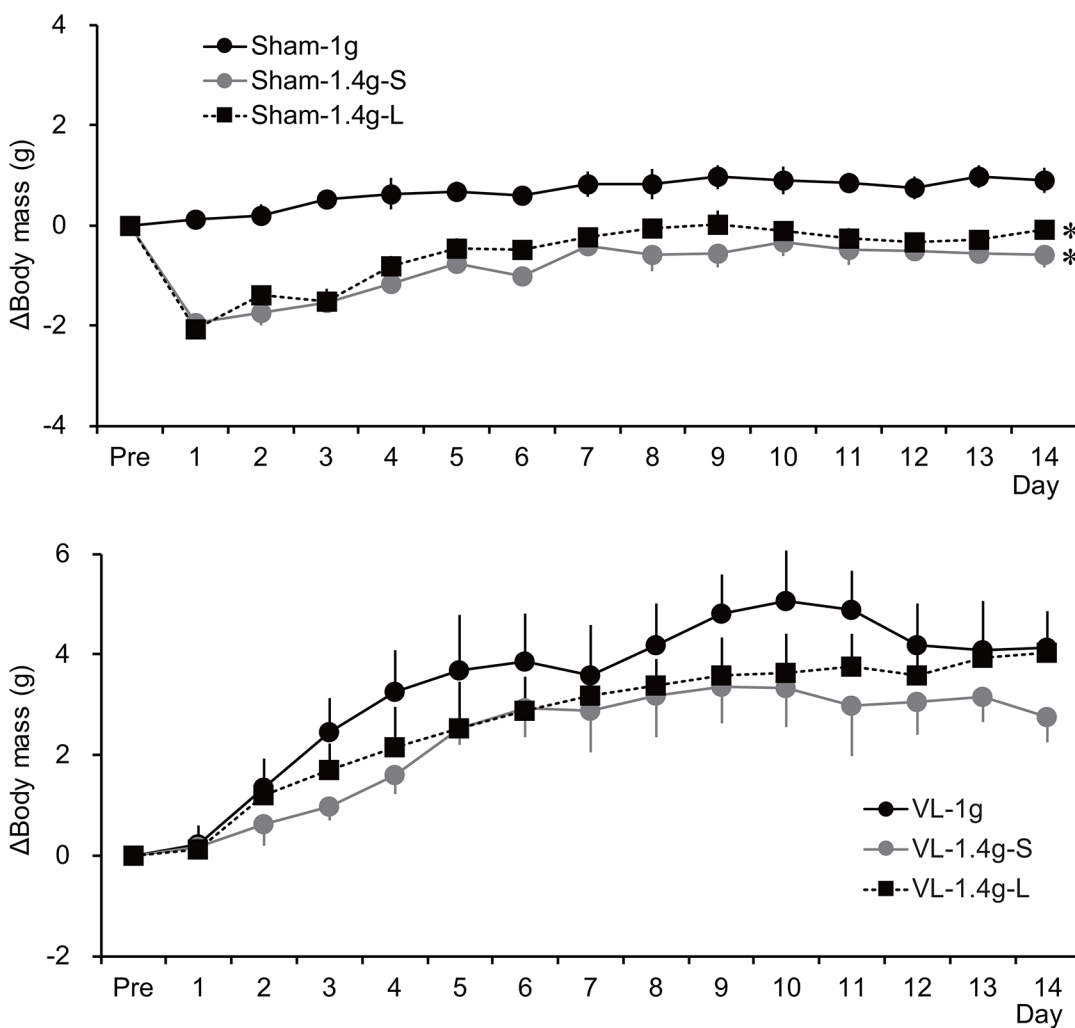 4
Sham-1g
Sham-1.4g-S
2
Sham-1.4g-L
ΔBody mass (g)
0
*
*
-2
-4
Pre 1 2 3 4 5 6 7 8 9 10 11 12 13 14
Day
6
4
ΔBody mass (g)
2
VL-1g
VL-1.4g-S
0
VL-1.4g-L
-2
Pre 1 2 3 4 5 6 7 8 9 10 11 12 13 14
Day